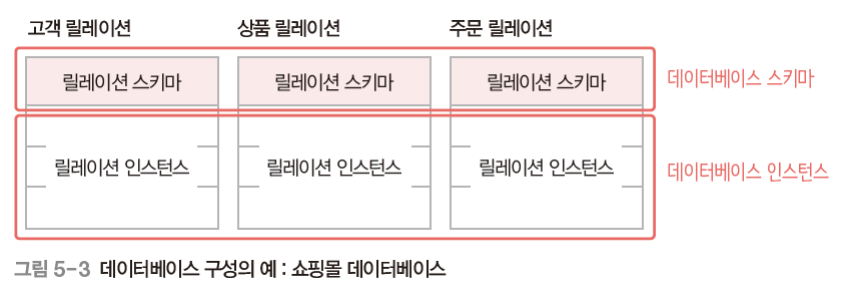 고객 릴레이션 상품 릴레이션 주문 릴레이션
릴레이션 스키마 릴레이션 스키마 릴레이션 스키마 데이터베이스 스키마
릴레이션 인스턴스 릴레이션 인스턴스 릴레이션 인스턴스 데이터베이스 인스턴스
그림 5-3 데이터베이스 구성의 예 : 쇼핑몰 데이터베이스